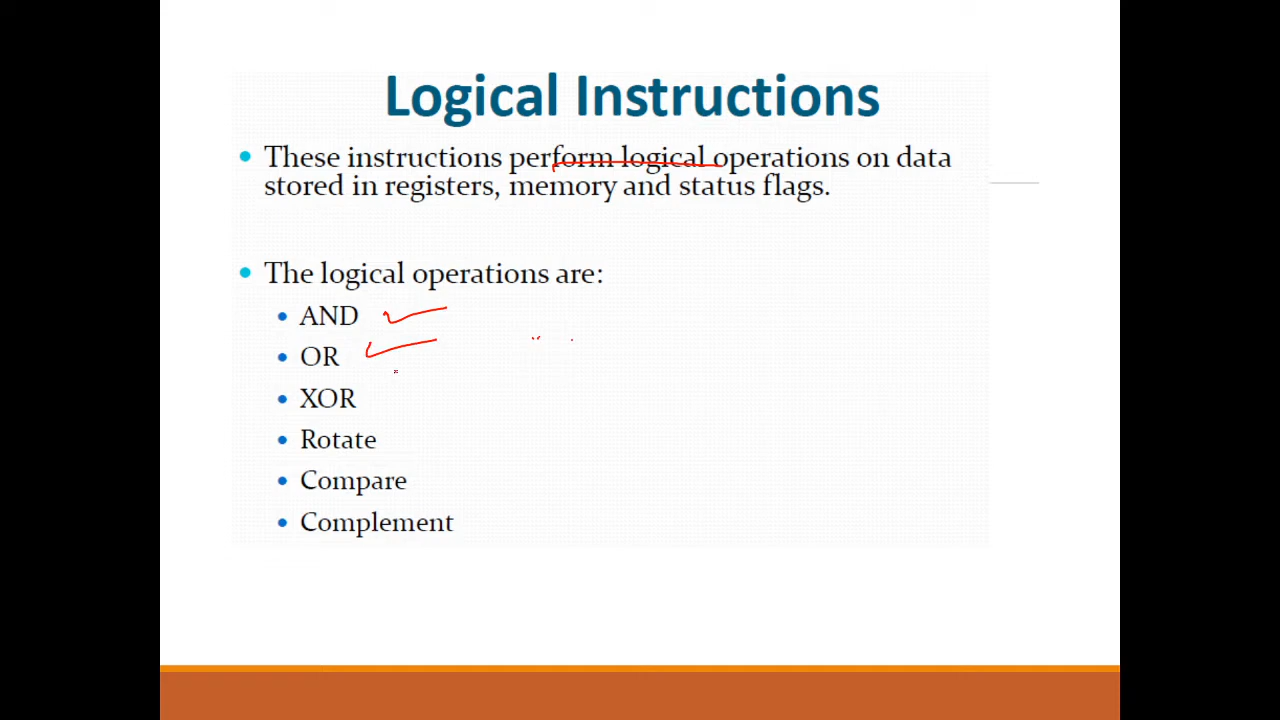 Logical Instructions
These instructions perform logical operations on data
stored in registers, memory and status flags.
The logical operations are:
AND
OR
XOR
Rotate
Compare
Complement